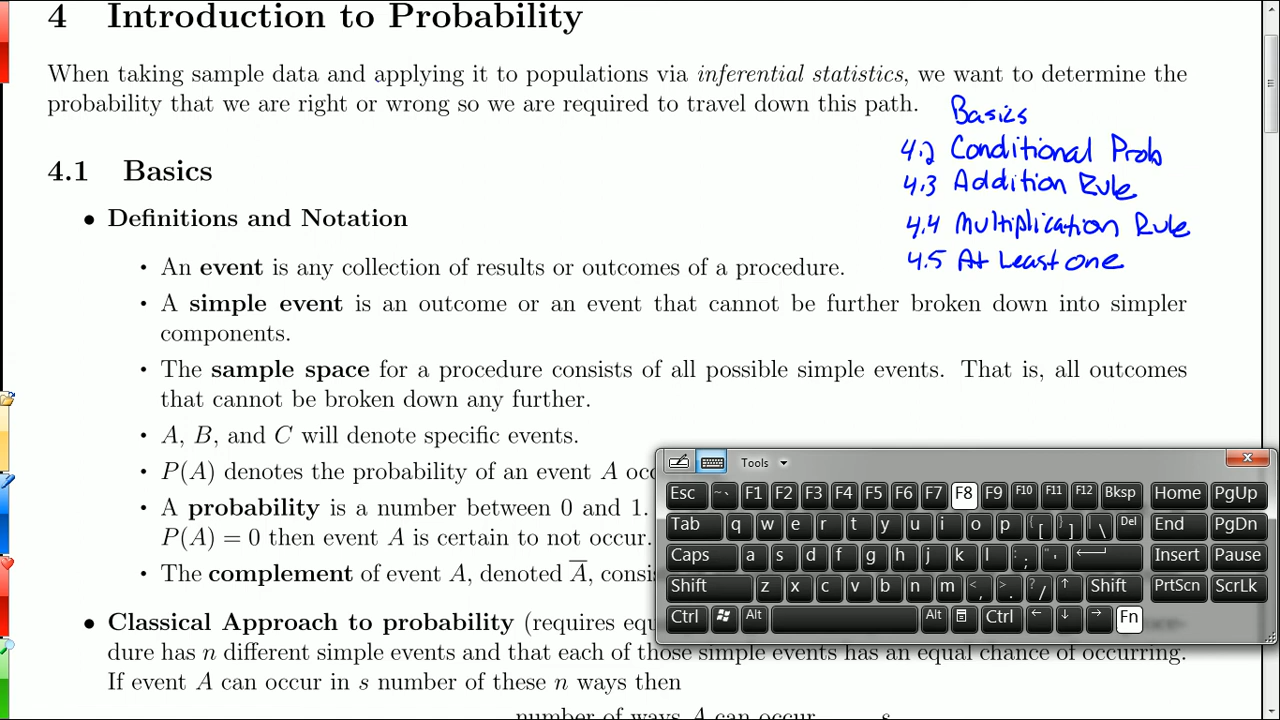 4 Introduction to Probability
When taking sample data and applying it to populations via inferential statistics, we want to determine the
probability that we are right or wrong so we are required to travel down this path.
Basics
4.2 Conditional Prob
4.3 Addition Rule
4.4 Multiplication Rule
4.5 At Least one
4.1 Basics
• Definitions and Notation
· An event is any collection of results or outcomes of a procedure.
· A simple event is an outcome or an event that cannot be further broken down into simpler
components.
· The sample space for a procedure consists of all possible simple events. That is, all outcomes
that cannot be broken down any further.
· A, B, and C will denote specific events.
· P(A) denotes the probability of an event A occ
· A probability is a number between 0 and 1.
P(A) = 0 then event A is certain to not occur.
· The complement of event A, denoted A̅, consi
• Classical Approach to probability (requires equ
dure has n different simple events and that each of those simple events has an equal chance of occurring.
If event A can occur in s number of these n ways then
number of ways A can occur s
Tools
Esc ~ ` F1 F2 F3 F4 F5 F6 F7 F8 F9 F10 F11 F12 Bksp Home PgUp
Tab q w e r t y u i o p { [ } ] | \ Del End PgDn
Caps a s d f g h j k l : ; " ' Insert Pause
Shift z x c v b n m < , > . ? / ↑ Shift PrtScn ScrLk
Ctrl Alt Alt Ctrl ← ↓ → Fn